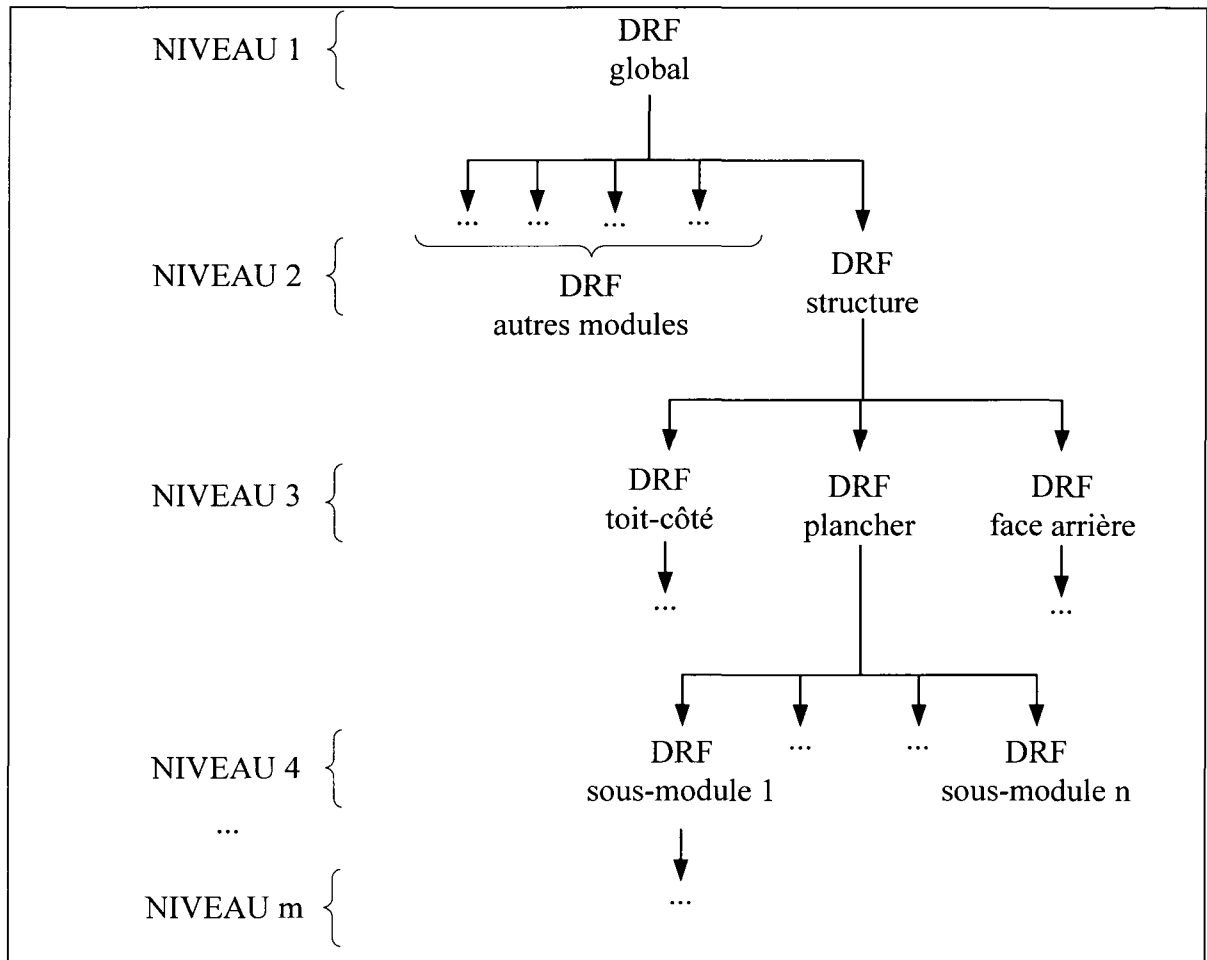 NIVEAU 1
DRF
global
... ... ... ...
NIVEAU 2
DRF
autres modules
DRF
structure
NIVEAU 3
DRF
toit-côté
DRF
plancher
DRF
face arrière
...
...
NIVEAU 4
DRF
sous-module 1
...
...
DRF
sous-module n
...
NIVEAU m
...